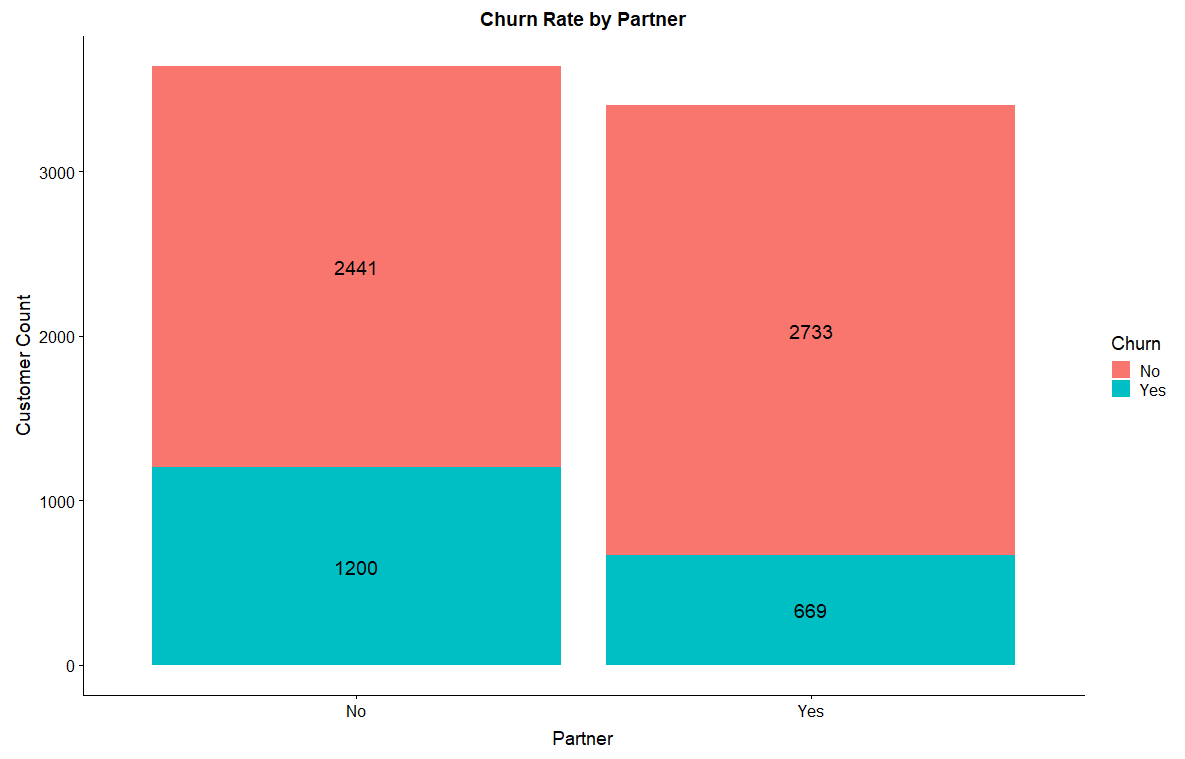 Churn Rate by Partner
Customer Count
3000
2000
1000
0
2441
1200
2733
669
No
Yes
Partner
Churn
No
Yes